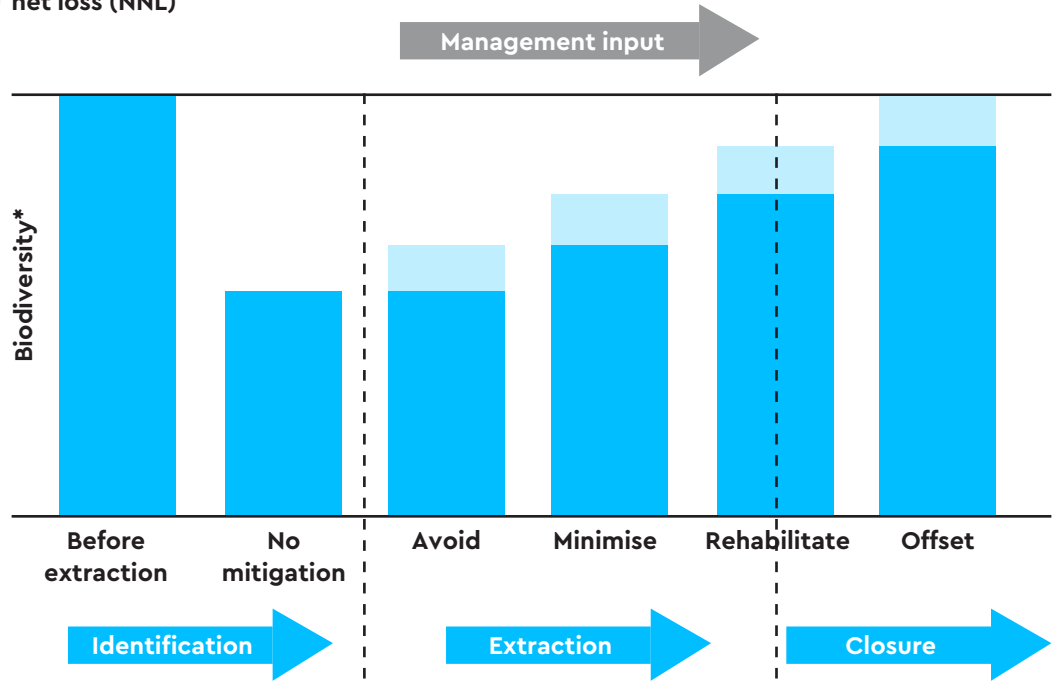 net loss (NNL)
Management input
Biodiversity*
Before
extraction
No
mitigation
Avoid
Minimise
Rehabilitate
Offset
Identification
Extraction
Closure